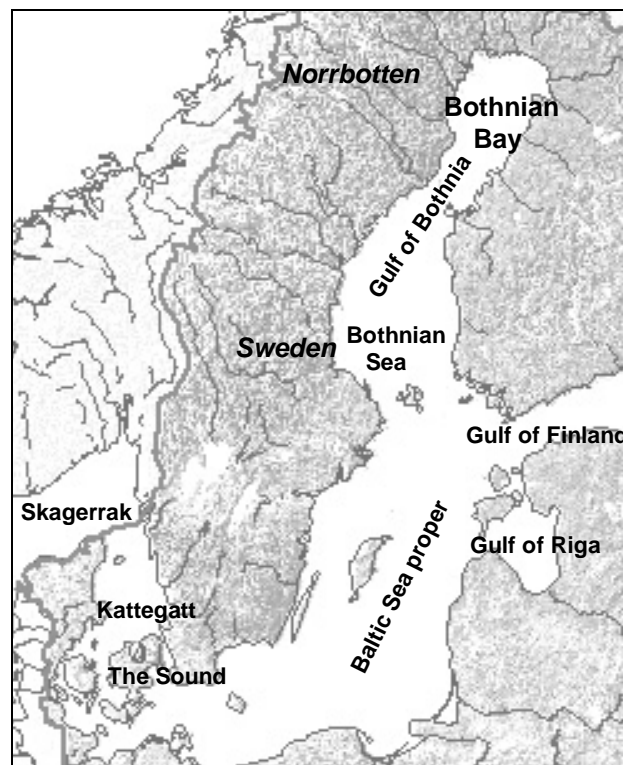 Norrbotten
Bothnian
Bay
Gulf of Bothnia
Bothnian
Sea
Sweden
Gulf of Finland
Skagerrak
Gulf of Riga
Baltic Sea proper
Kattegatt
The Sound